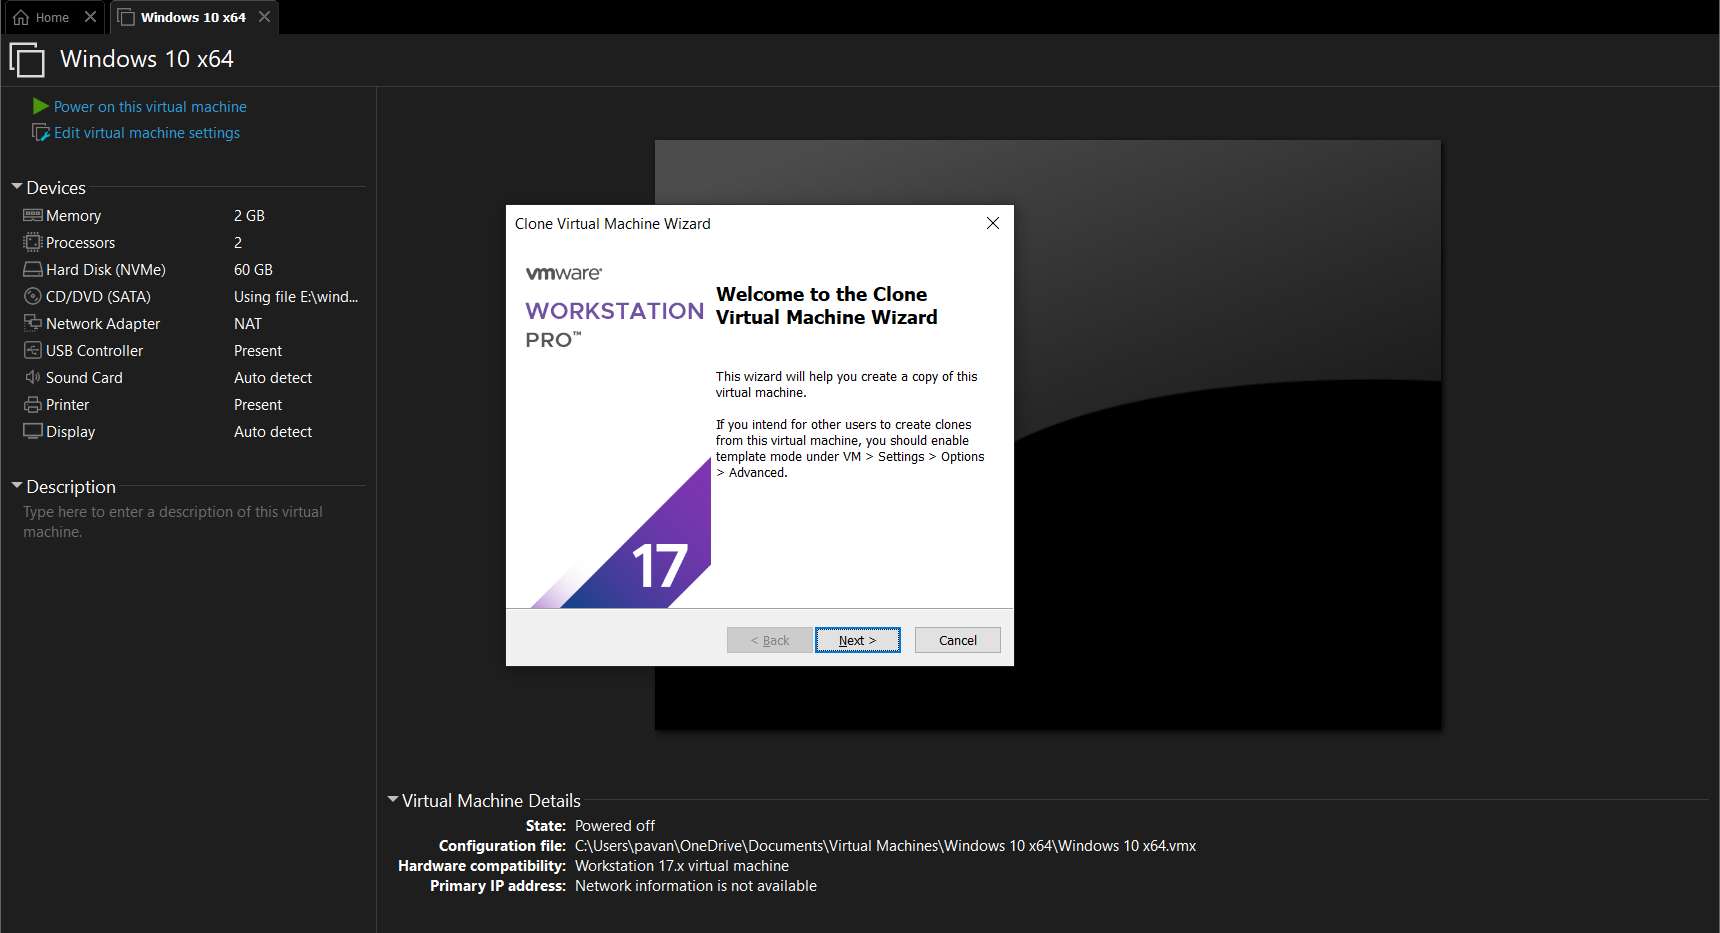 Home
Windows 10 x64
Windows 10 x64
Power on this virtual machine
Edit virtual machine settings
Devices
Memory 2 GB
Processors 2
Hard Disk (NVMe) 60 GB
CD/DVD (SATA) Using file E:\wind...
Network Adapter NAT
USB Controller Present
Sound Card Auto detect
Printer Present
Display Auto detect
Description
Type here to enter a description of this virtual
machine.
Clone Virtual Machine Wizard
vmware®
WORKSTATION
PRO™
17
Welcome to the Clone
Virtual Machine Wizard
This wizard will help you create a copy of this
virtual machine.
If you intend for other users to create clones
from this virtual machine, you should enable
template mode under VM > Settings > Options
> Advanced.
< Back
Next >
Cancel
Virtual Machine Details
State: Powered off
Configuration file: C:\Users\pavan\OneDrive\Documents\Virtual Machines\Windows 10 x64\Windows 10 x64.vmx
Hardware compatibility: Workstation 17.x virtual machine
Primary IP address: Network information is not available